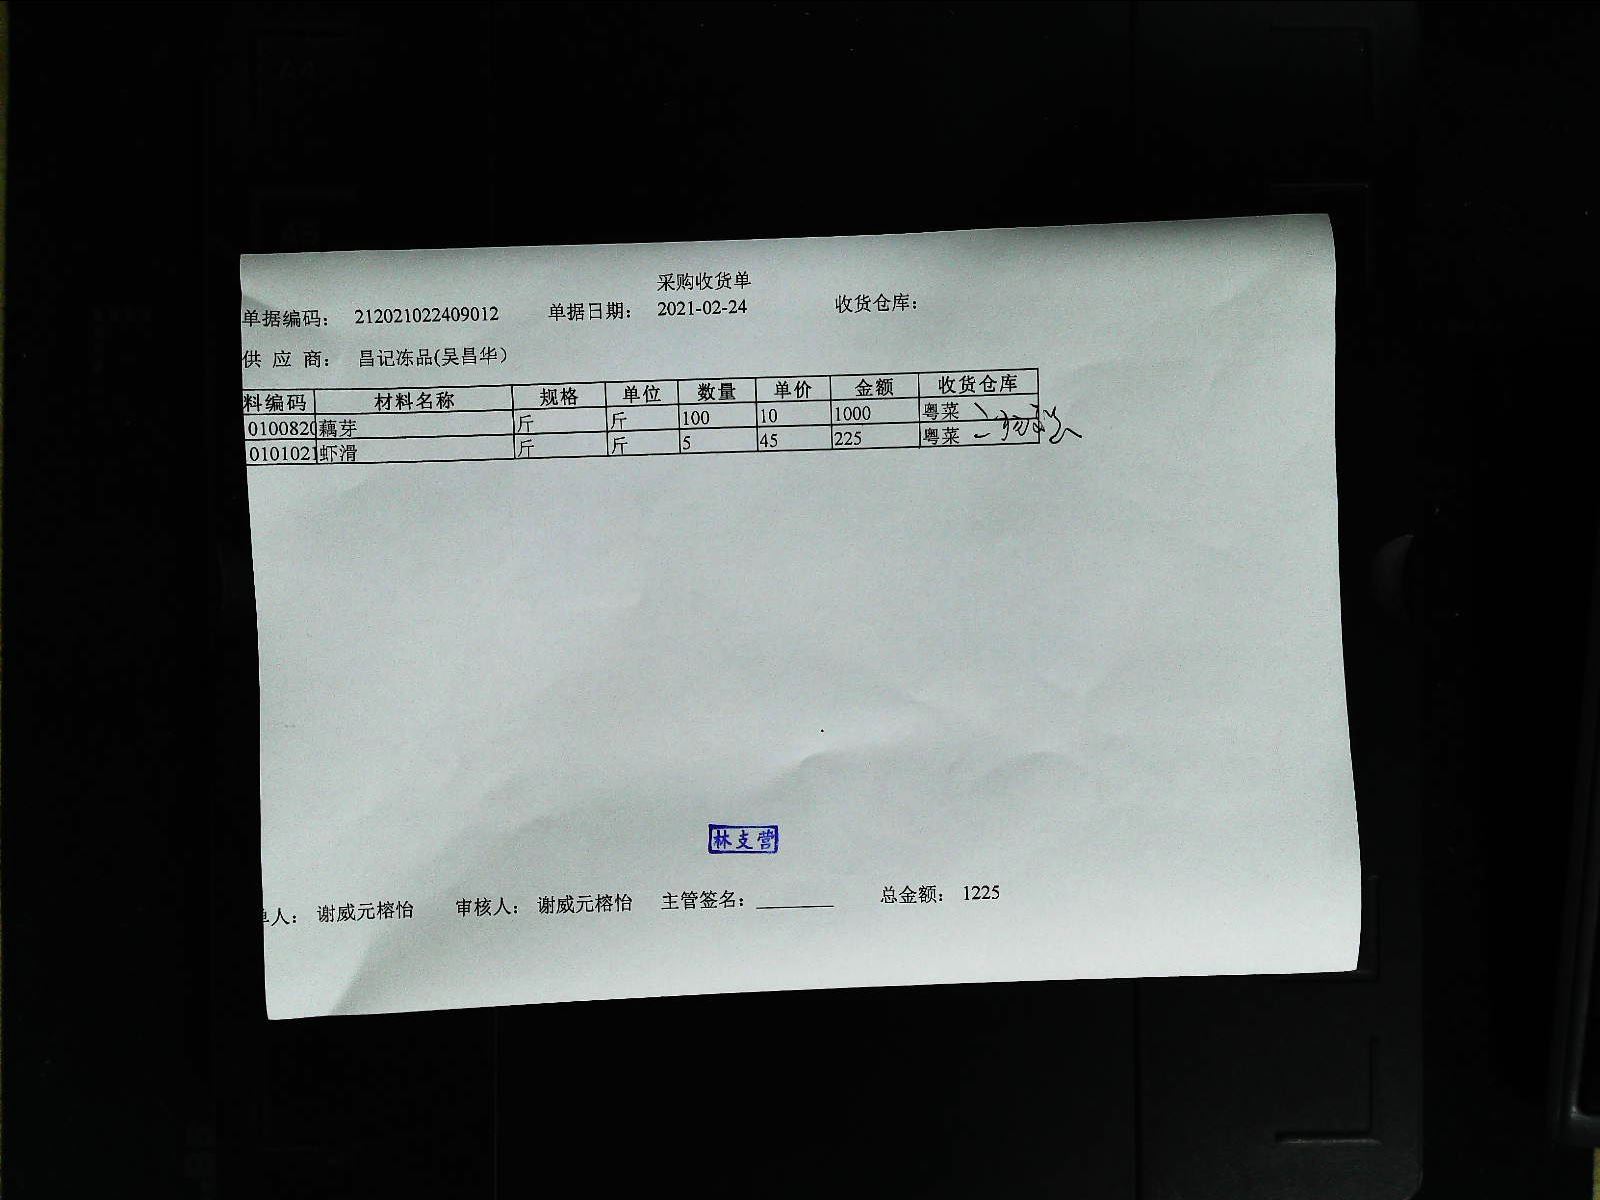 采购收货单
单据编码： 212021022409012 单据日期： 2021-02-24 收货仓库：
供 应 商： 昌记冻品(吴昌华）
料编码 材料名称 规格 单位 数量 单价 金额 收货仓库
0100820 藕芽 斤 斤 100 10 1000 粤菜
0101021 虾滑 斤 斤 5 45 225 粤菜
林支营
单人： 谢威元榕怡 审核人： 谢威元榕怡 主管签名：________ 总金额： 1225